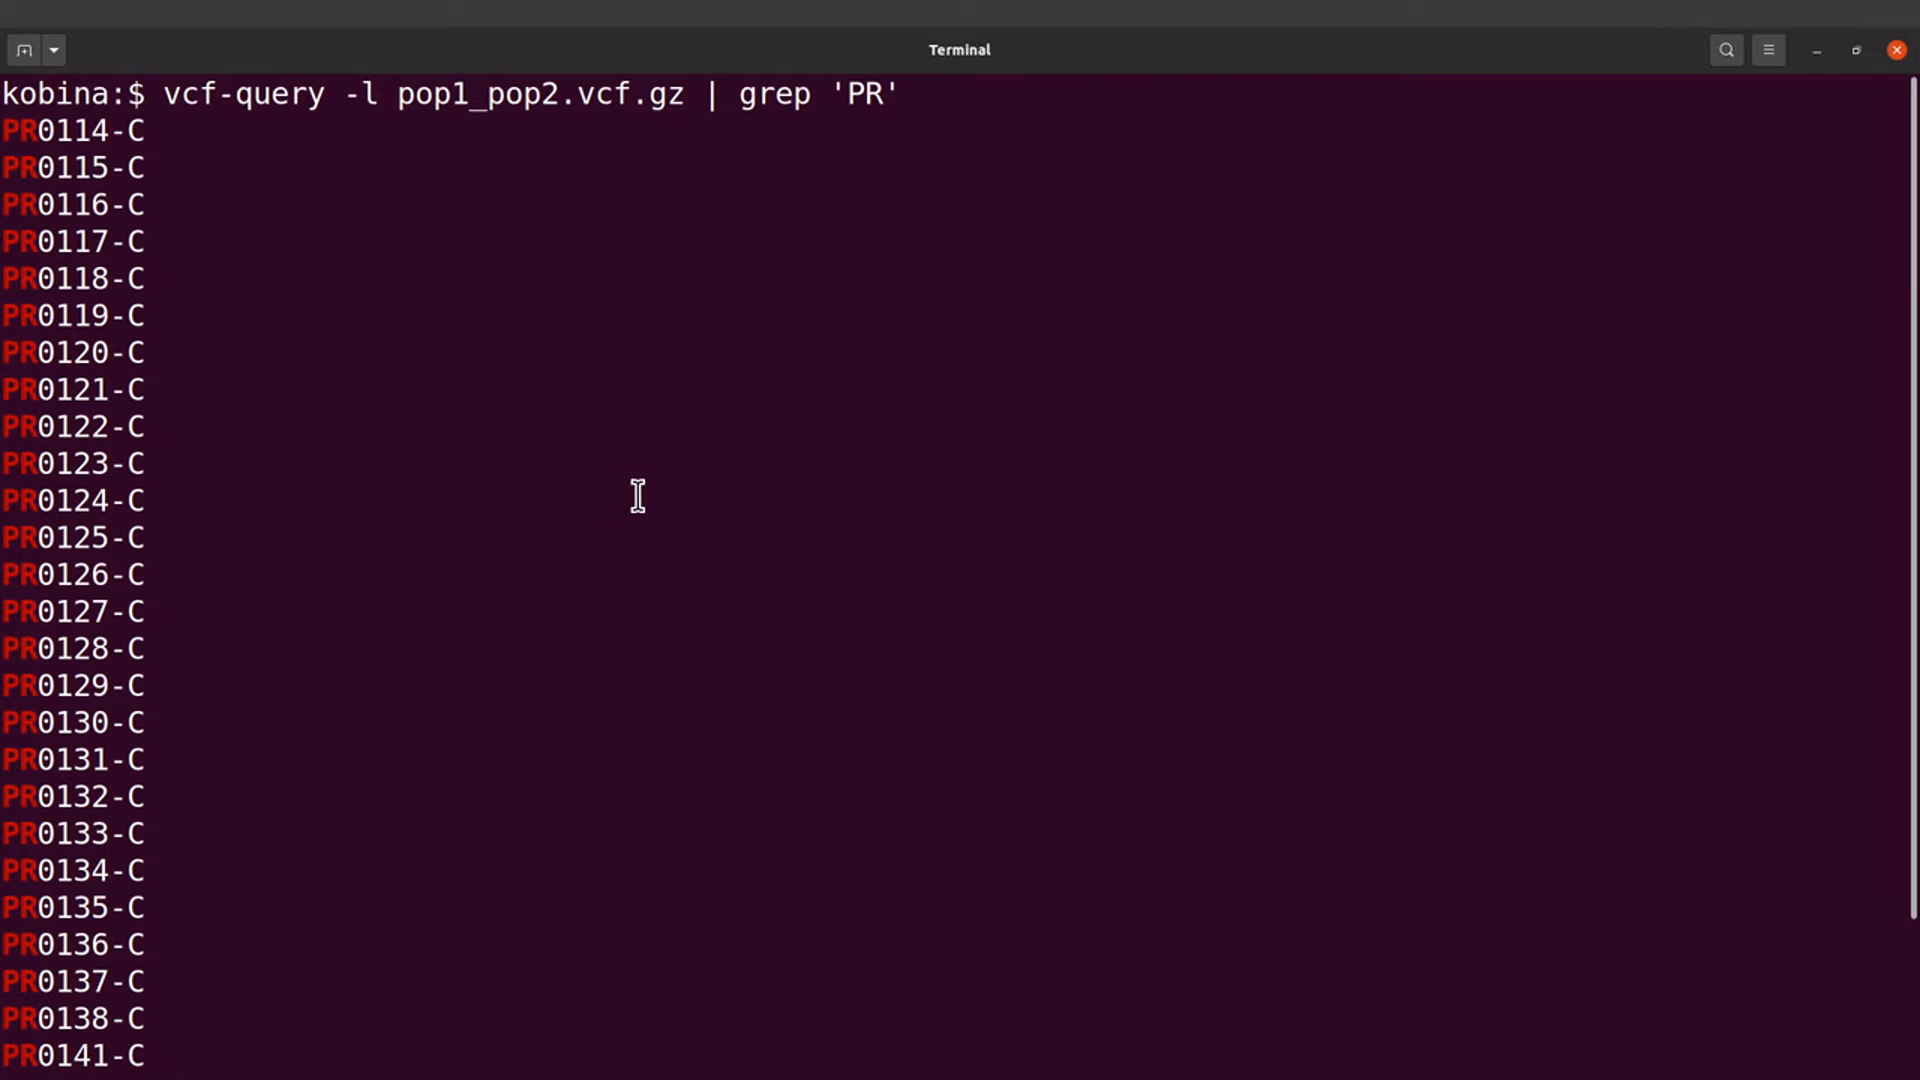 Terminal
kobina:$ vcf-query -l pop1_pop2.vcf.gz | grep 'PR'
PR0114-C
PR0115-C
PR0116-C
PR0117-C
PR0118-C
PR0119-C
PR0120-C
PR0121-C
PR0122-C
PR0123-C
PR0124-C
PR0125-C
PR0126-C
PR0127-C
PR0128-C
PR0129-C
PR0130-C
PR0131-C
PR0132-C
PR0133-C
PR0134-C
PR0135-C
PR0136-C
PR0137-C
PR0138-C
PR0141-C